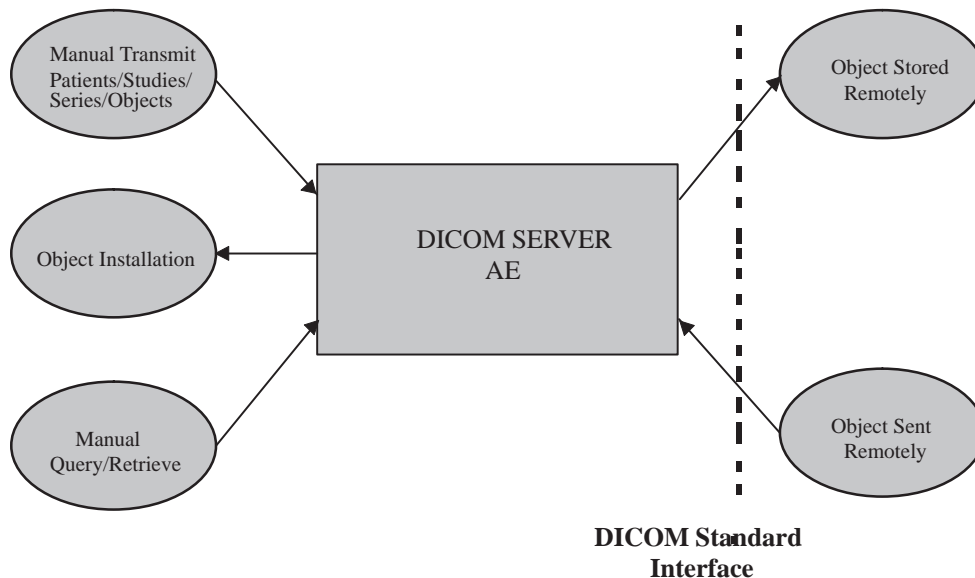 Manual Transmit
Patients/Studies/
Series/Objects
Object Stored
Remotely
DICOM SERVER
AE
Object Installation
Manual
Query/Retrieve
Object Sent
Remotely
DICOM Standard
Interface